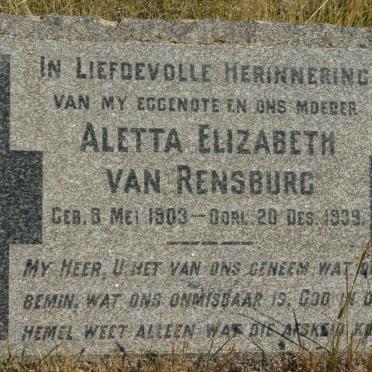 IN LIEFDEVOLLE HERINNERING
VAN MY EGGENOTE EN ONS MOEDER
ALETTA ELIZABETH
VAN RENSBURG
GEB. 8 MEI 1903 — OORL. 20 DES. 1939.
MY HEER, U HET VAN ONS GENEEM WAT
BEMIN, WAT ONS ONMISBAAR IS. GOD IN
HEMEL WEET ALLEEN WAT DIE AFSKEID